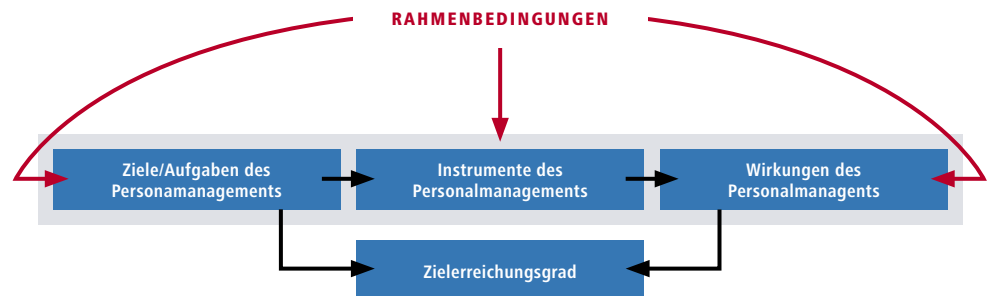 RAHMENBEDINGUNGEN
Ziele/Aufgaben des
Personamanagements
Instrumente des
Personalmanagements
Wirkungen des
Personalmanagents
Zielerreichungsgrad